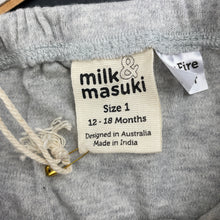 milk &
masuki
Size 1
12 - 18 Months
Designed in Australia
Made in India
Fire